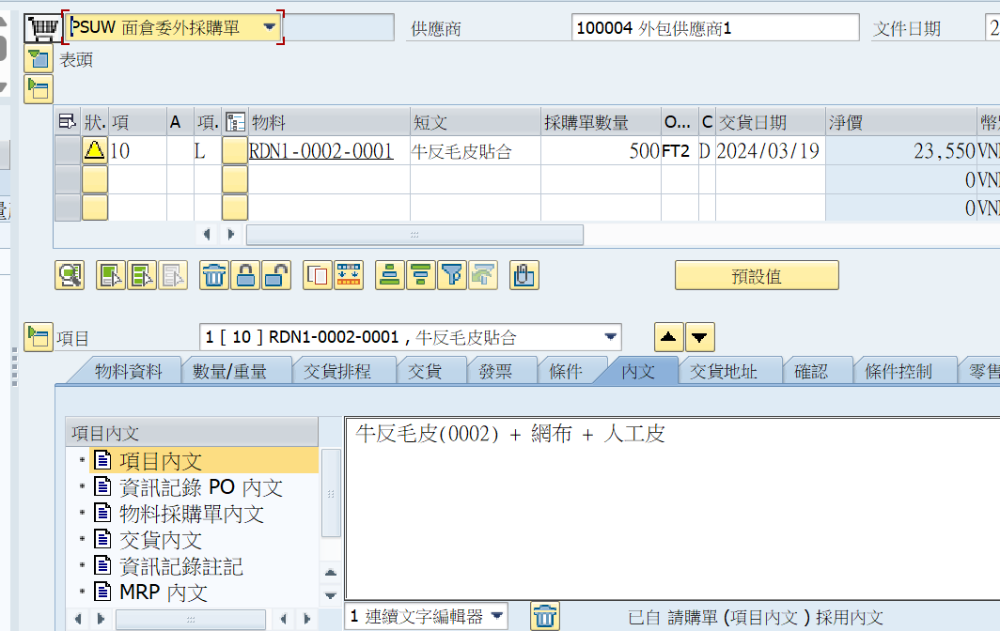 PSUW 面倉委外採購單 供應商 100004 外包供應商1 文件日期 2
表頭
狀. 項 A 項. 物料 短文 採購單數量 O... C 交貨日期 淨價
10 L RDN1-0002-0001 牛反毛皮貼合 500 FT2 D 2024/03/19 23,550 VN
0 VN
0 VN
預設值
項目 1 [ 10 ] RDN1-0002-0001 , 牛反毛皮貼合
物料資料 數量/重量 交貨排程 交貨 發票 條件 內文 交貨地址 確認 條件控制 零售
項目內文
牛反毛皮(0002) + 網布 + 人工皮
項目內文
資訊記錄 PO 內文
物料採購單內文
交貨內文
資訊記錄註記
MRP 內文
1 連續文字編輯器 已自 請購單 (項目內文 ) 採用內文